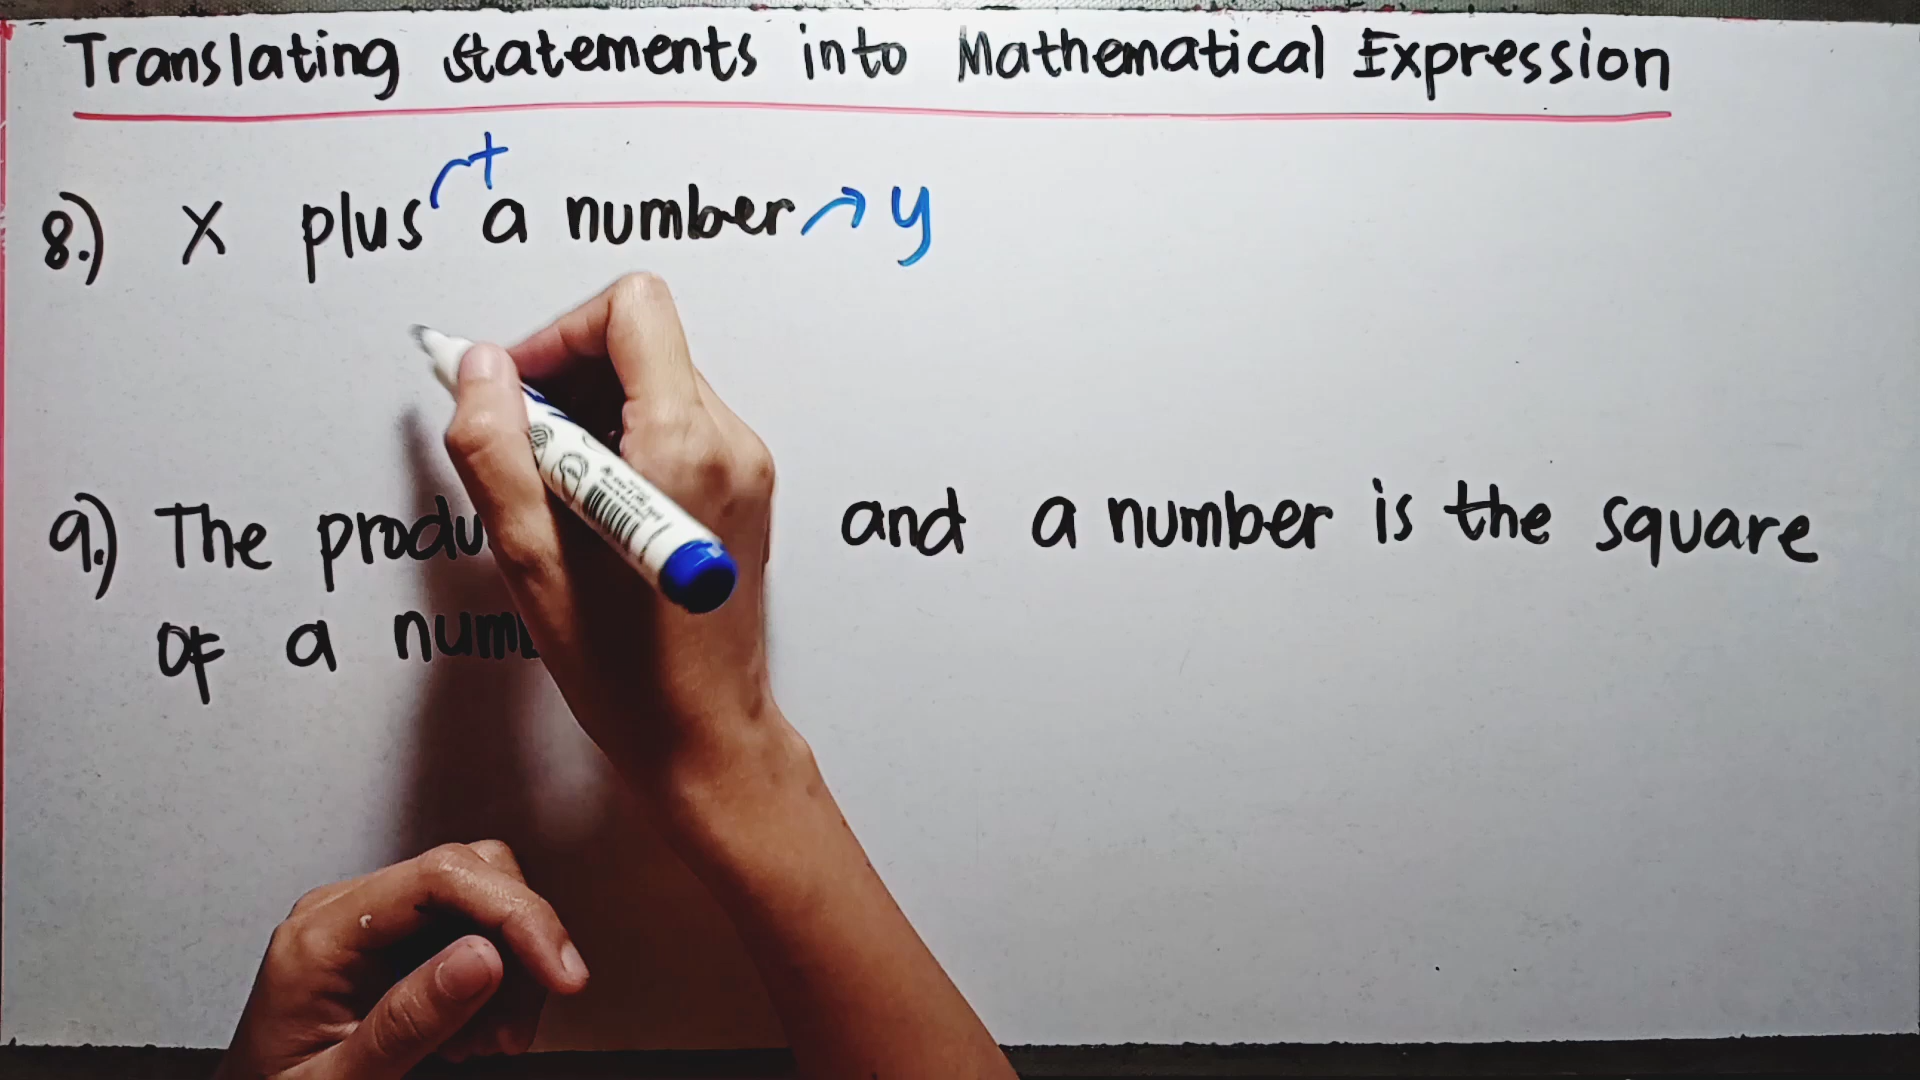 Translating statements into Mathematical Expression
+
8.) X plus a number → y
9.) The produ and a number is the square
of a num